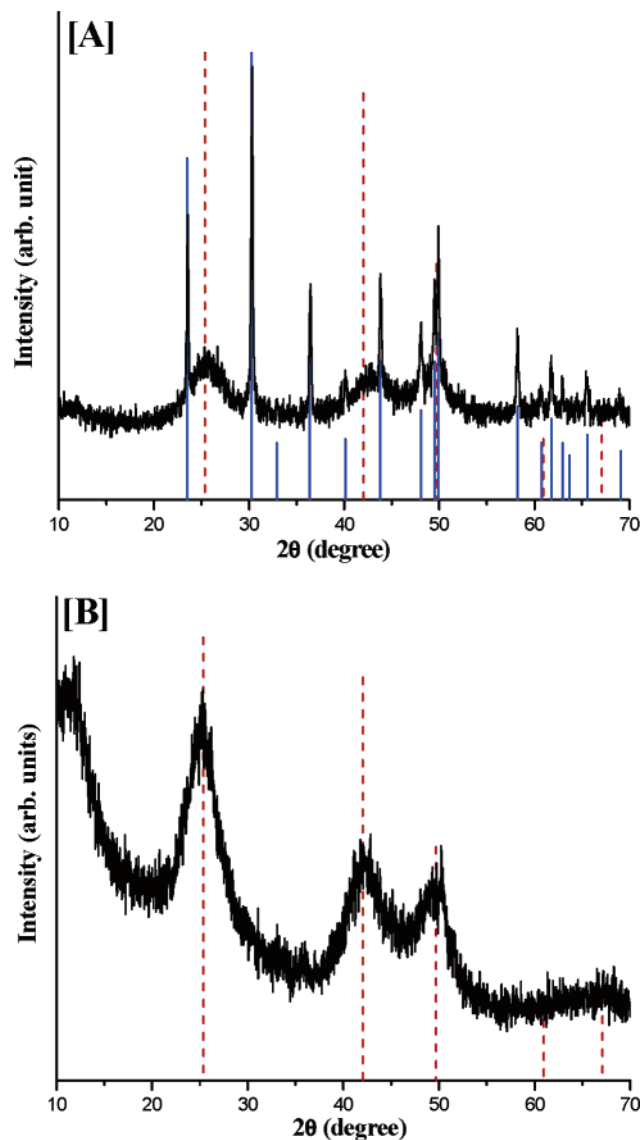 [A]
Intensity (arb. unit)
10 20 30 40 50 60 70
2θ (degree)
[B]
Intensity (arb. units)
10 20 30 40 50 60 70
2θ (degree)